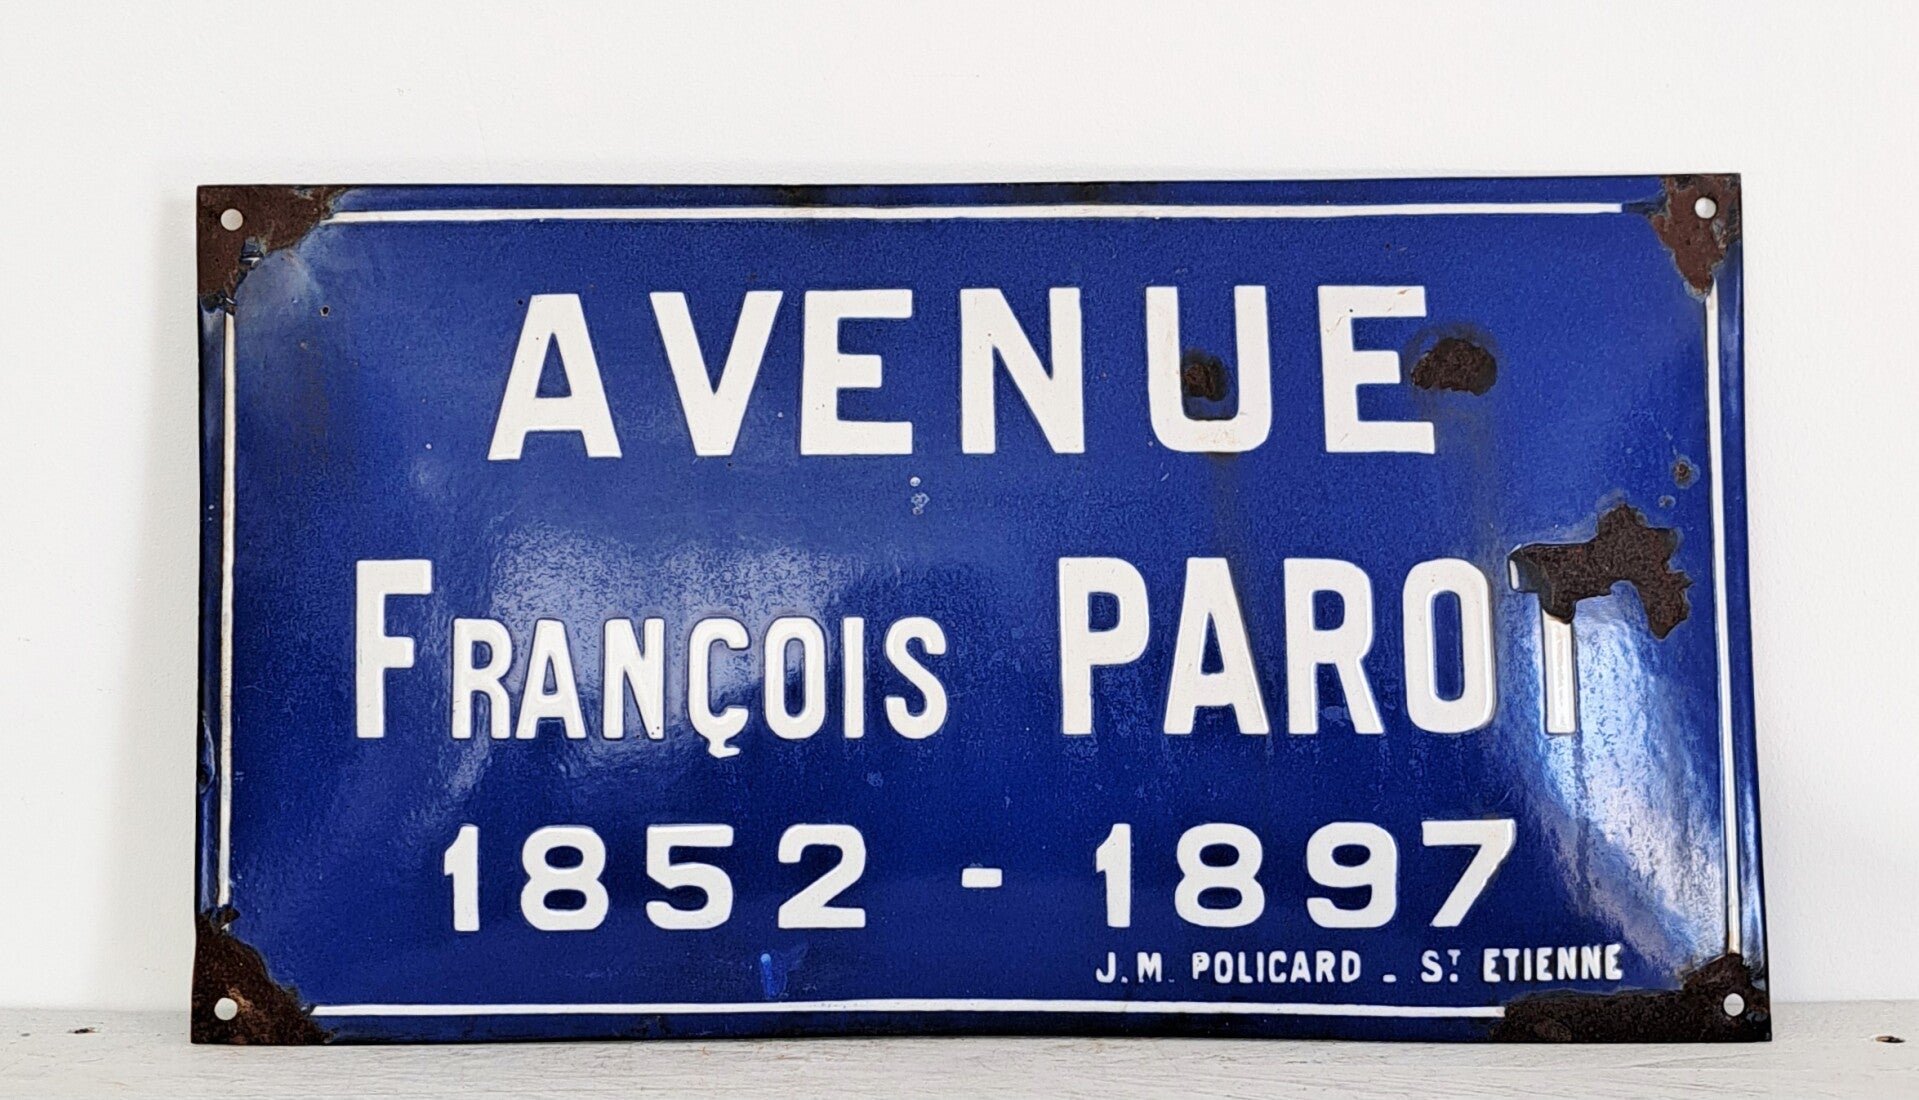 AVENUE
FRANÇOIS PAROT
1852 - 1897
J.M. POLICARD - ST ETIENNE